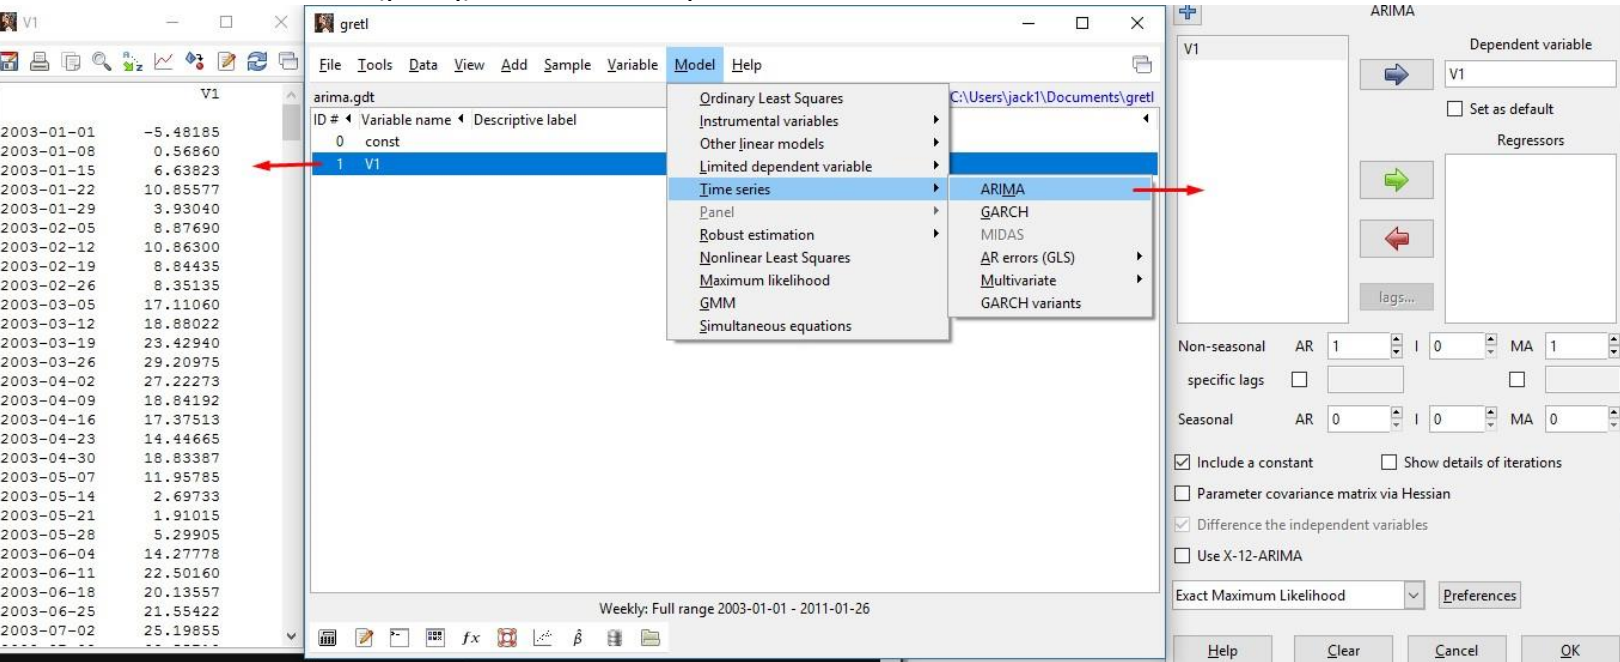 V1
V1
2003-01-01 -5.48185
2003-01-08 0.56860
2003-01-15 6.63823
2003-01-22 10.85577
2003-01-29 3.93040
2003-02-05 8.87690
2003-02-12 10.86300
2003-02-19 8.84435
2003-02-26 8.35135
2003-03-05 17.11060
2003-03-12 18.88022
2003-03-19 23.42940
2003-03-26 29.20975
2003-04-02 27.22273
2003-04-09 18.84192
2003-04-16 17.37513
2003-04-23 14.44665
2003-04-30 18.83387
2003-05-07 11.95785
2003-05-14 2.69733
2003-05-21 1.91015
2003-05-28 5.29905
2003-06-04 14.27778
2003-06-11 22.50160
2003-06-18 20.13557
2003-06-25 21.55422
2003-07-02 25.19855
gretl
File Tools Data View Add Sample Variable Model Help
arima.gdt C:\Users\jack1\Documents\gretl
ID # Variable name Descriptive label
0 const
1 V1
Ordinary Least Squares
Instrumental variables
Other linear models
Limited dependent variable
Time series
Panel
Robust estimation
Nonlinear Least Squares
Maximum likelihood
GMM
Simultaneous equations
ARIMA
GARCH
MIDAS
AR errors (GLS)
Multivariate
GARCH variants
Weekly: Full range 2003-01-01 - 2011-01-26
fx β̂
ARIMA
V1
Dependent variable
V1
Set as default
Regressors
lags...
Non-seasonal AR 1 I 0 MA 1
specific lags
Seasonal AR 0 I 0 MA 0
Include a constant Show details of iterations
Parameter covariance matrix via Hessian
Difference the independent variables
Use X-12-ARIMA
Exact Maximum Likelihood Preferences
Help Clear Cancel OK